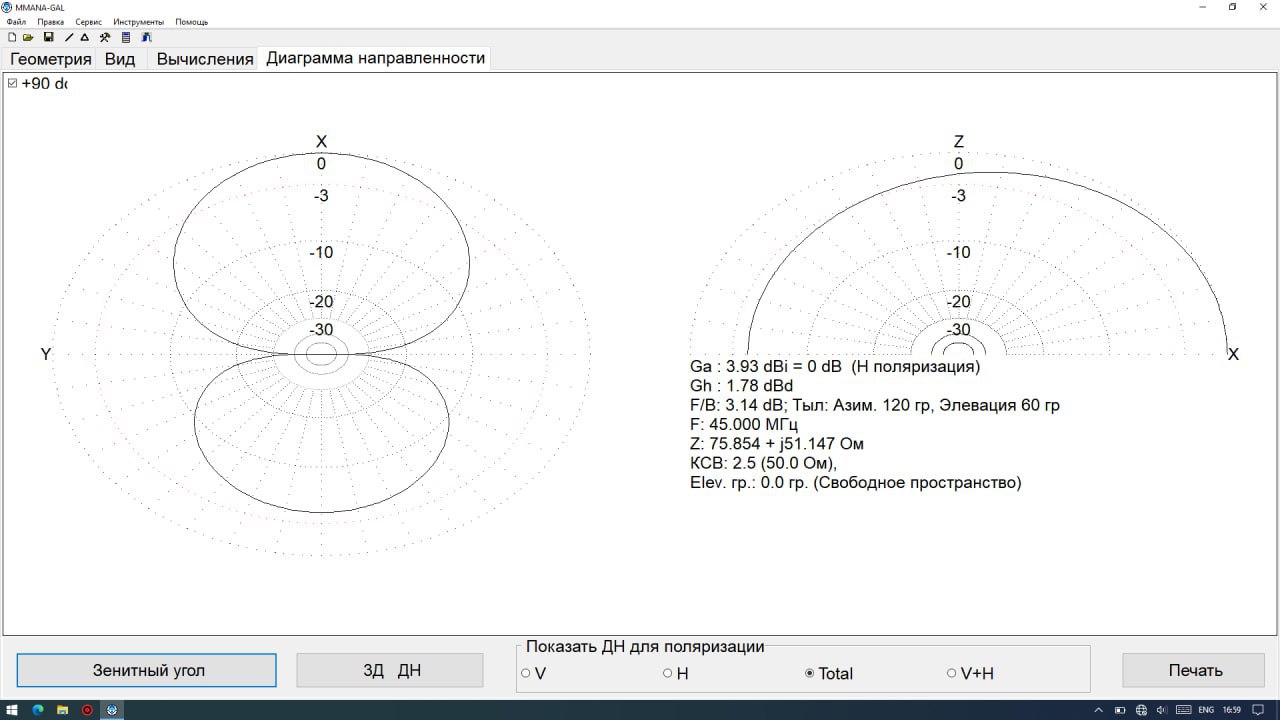 MMANA-GAL
Файл Правка Сервис Инструменты Помощь
Геометрия Вид Вычисления Диаграмма направленности
+90
X
0
-3
-10
-20
-30
Y
Z
0
-3
-10
-20
-30
X
Ga : 3.93 dBi = 0 dB (H поляризация)
Gh : 1.78 dBd
F/B: 3.14 dB; Тыл: Азим. 120 гр, Элевация 60 гр
F: 45.000 МГц
Z: 75.854 + j51.147 Ом
КСВ: 2.5 (50.0 Ом),
Elev. гр.: 0.0 гр. (Свободное пространство)
Показать ДН для поляризации
Зенитный угол 3Д ДН V H Total V+H Печать
ENG 16:59